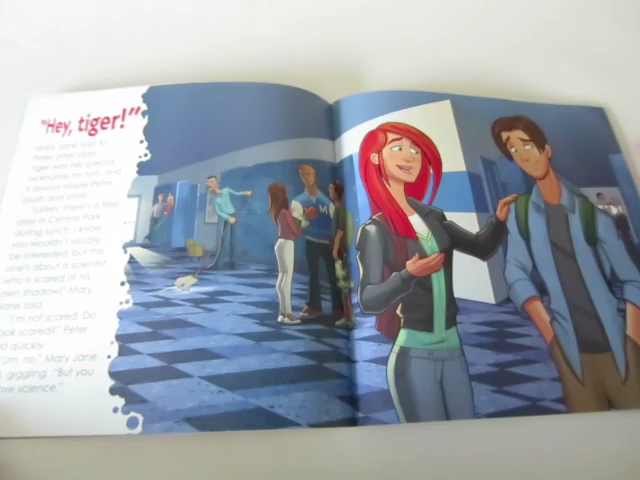 "Hey, tiger!"
Mary Jane said to
Peter after class.
Tiger was her special
nickname for him, and
it always made Peter
blush and smile.
"Listen, there's a free
play in Central Park
during lunch. I know
you wouldn't usually
be interested, but this
one's about a scientist
who is scared of his
own shadow!" Mary
Jane said.
"I'm not scared. Do
look scared?" Peter
quickly.
"Um, no," Mary Jane
giggling. "But you
love science."
M